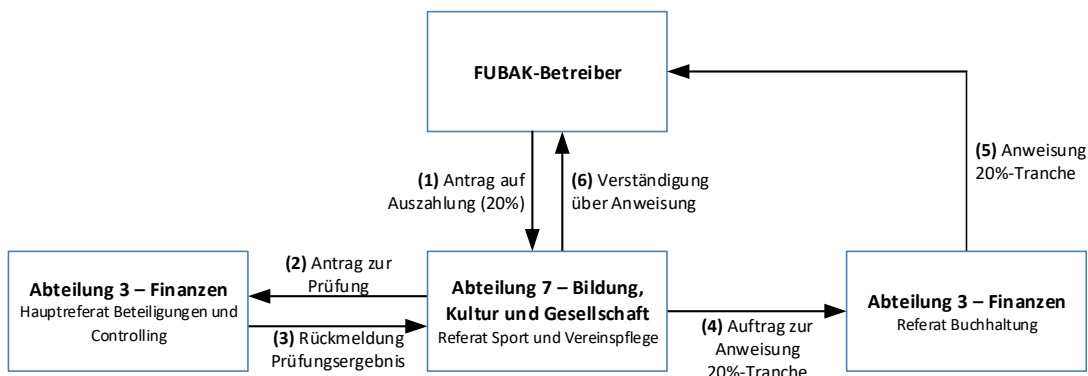 FUBAK-Betreiber
(5) Anweisung
20%-Tranche
(1) Antrag auf
Auszahlung (20%)
(6) Verständigung
über Anweisung
Abteilung 3 – Finanzen
Hauptreferat Beteiligungen und
Controlling
(2) Antrag zur
Prüfung
(3) Rückmeldung
Prüfungsergebnis
Abteilung 7 – Bildung,
Kultur und Gesellschaft
Referat Sport und Vereinspflege
(4) Auftrag zur
Anweisung
20%-Tranche
Abteilung 3 – Finanzen
Referat Buchhaltung